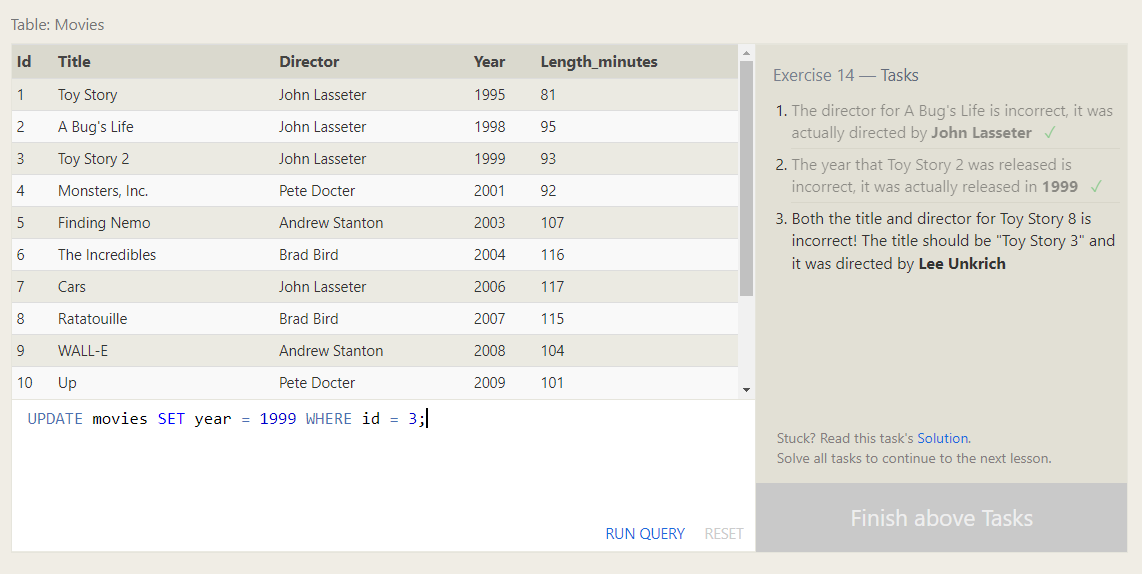 Table: Movies
Id Title Director Year Length_minutes
1 Toy Story John Lasseter 1995 81
2 A Bug's Life John Lasseter 1998 95
3 Toy Story 2 John Lasseter 1999 93
4 Monsters, Inc. Pete Docter 2001 92
5 Finding Nemo Andrew Stanton 2003 107
6 The Incredibles Brad Bird 2004 116
7 Cars John Lasseter 2006 117
8 Ratatouille Brad Bird 2007 115
9 WALL-E Andrew Stanton 2008 104
10 Up Pete Docter 2009 101
UPDATE movies SET year = 1999 WHERE id = 3;
RUN QUERY RESET
Exercise 14 — Tasks
1. The director for A Bug's Life is incorrect, it was
actually directed by John Lasseter ✓
2. The year that Toy Story 2 was released is
incorrect, it was actually released in 1999 ✓
3. Both the title and director for Toy Story 8 is
incorrect! The title should be "Toy Story 3" and
it was directed by Lee Unkrich
Stuck? Read this task's Solution.
Solve all tasks to continue to the next lesson.
Finish above Tasks